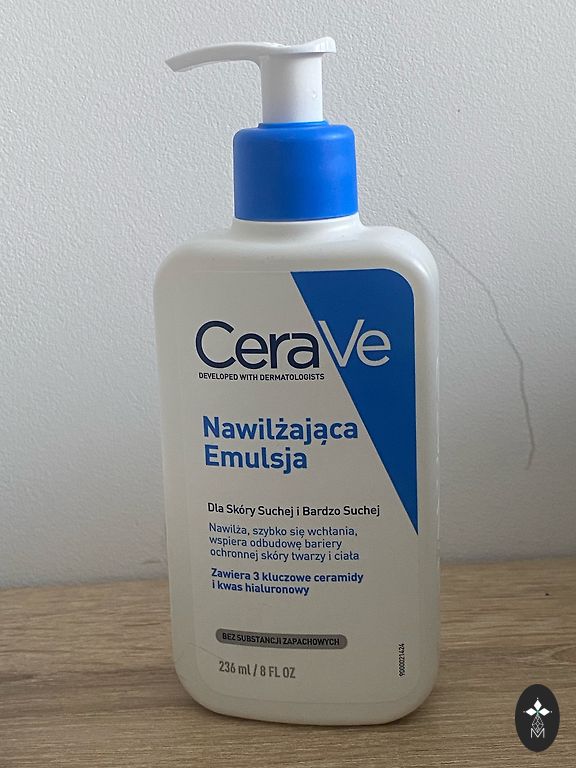 CeraVe
DEVELOPED WITH DERMATOLOGISTS
Nawilżająca
Emulsja
Dla Skóry Suchej i Bardzo Suchej
Nawilża, szybko się wchłania,
wspiera odbudowę bariery
ochronnej skóry twarzy i ciała
Zawiera 3 kluczowe ceramidy
i kwas hialuronowy
BEZ SUBSTANCJI ZAPACHOWYCH
236 ml / 8 FL OZ
9000021424
M